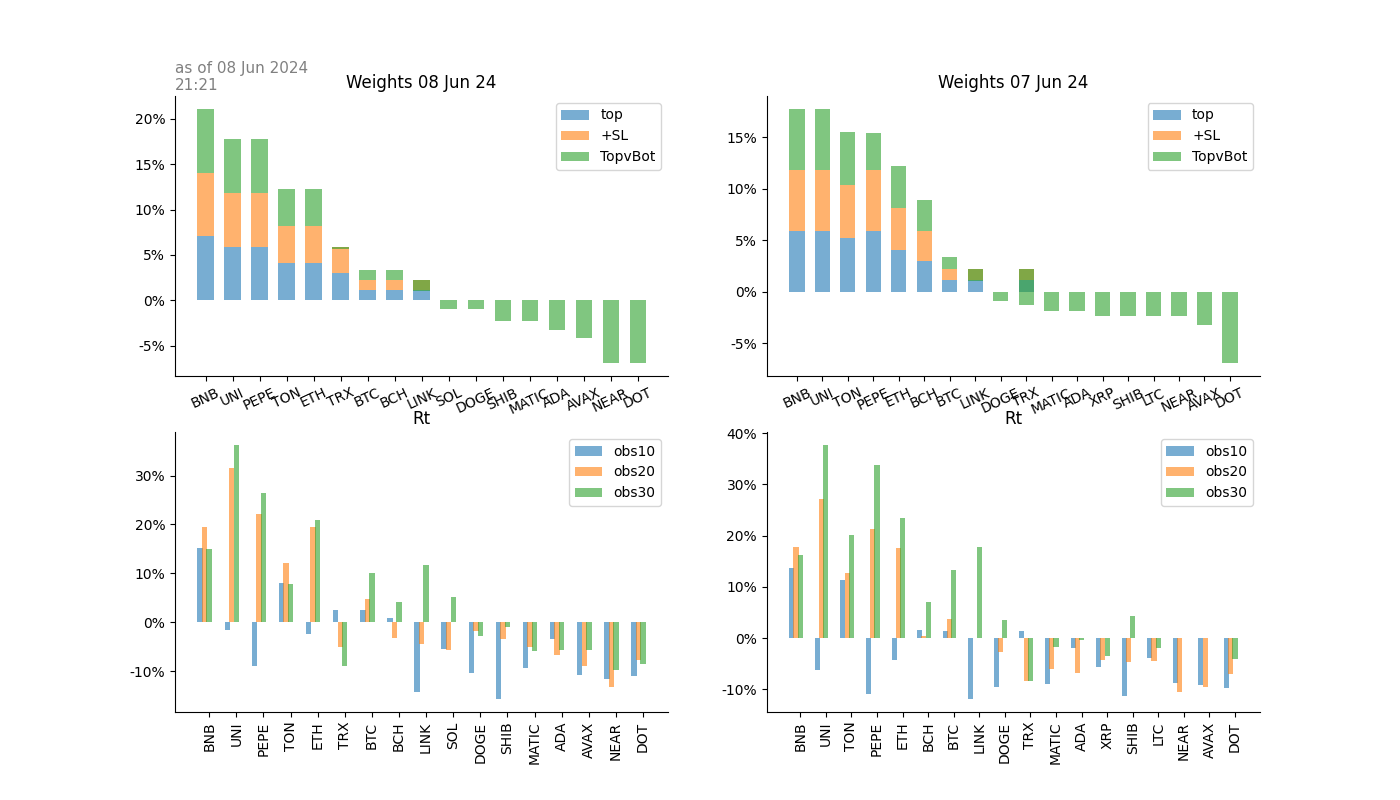 as of 08 Jun 2024
21:21
Weights 08 Jun 24
top
+SL
TopvBot
20%
15%
10%
5%
0%
-5%
BNB UNI PEPE TON ETH TRX BTC BCH LINK SOL DOGE SHIB MATIC ADA AVAX NEAR DOT
Weights 07 Jun 24
top
+SL
TopvBot
15%
10%
5%
0%
-5%
BNB UNI TON PEPE ETH BCH BTC LINK DOGE TRX MATIC ADA XRP SHIB LTC NEAR AVAX DOT
Rt
obs10
obs20
obs30
30%
20%
10%
0%
-10%
BNB UNI PEPE TON ETH TRX BTC BCH LINK SOL DOGE SHIB MATIC ADA AVAX NEAR DOT
Rt
obs10
obs20
obs30
40%
30%
20%
10%
0%
-10%
BNB UNI TON PEPE ETH BCH BTC LINK DOGE TRX MATIC ADA XRP SHIB LTC NEAR AVAX DOT